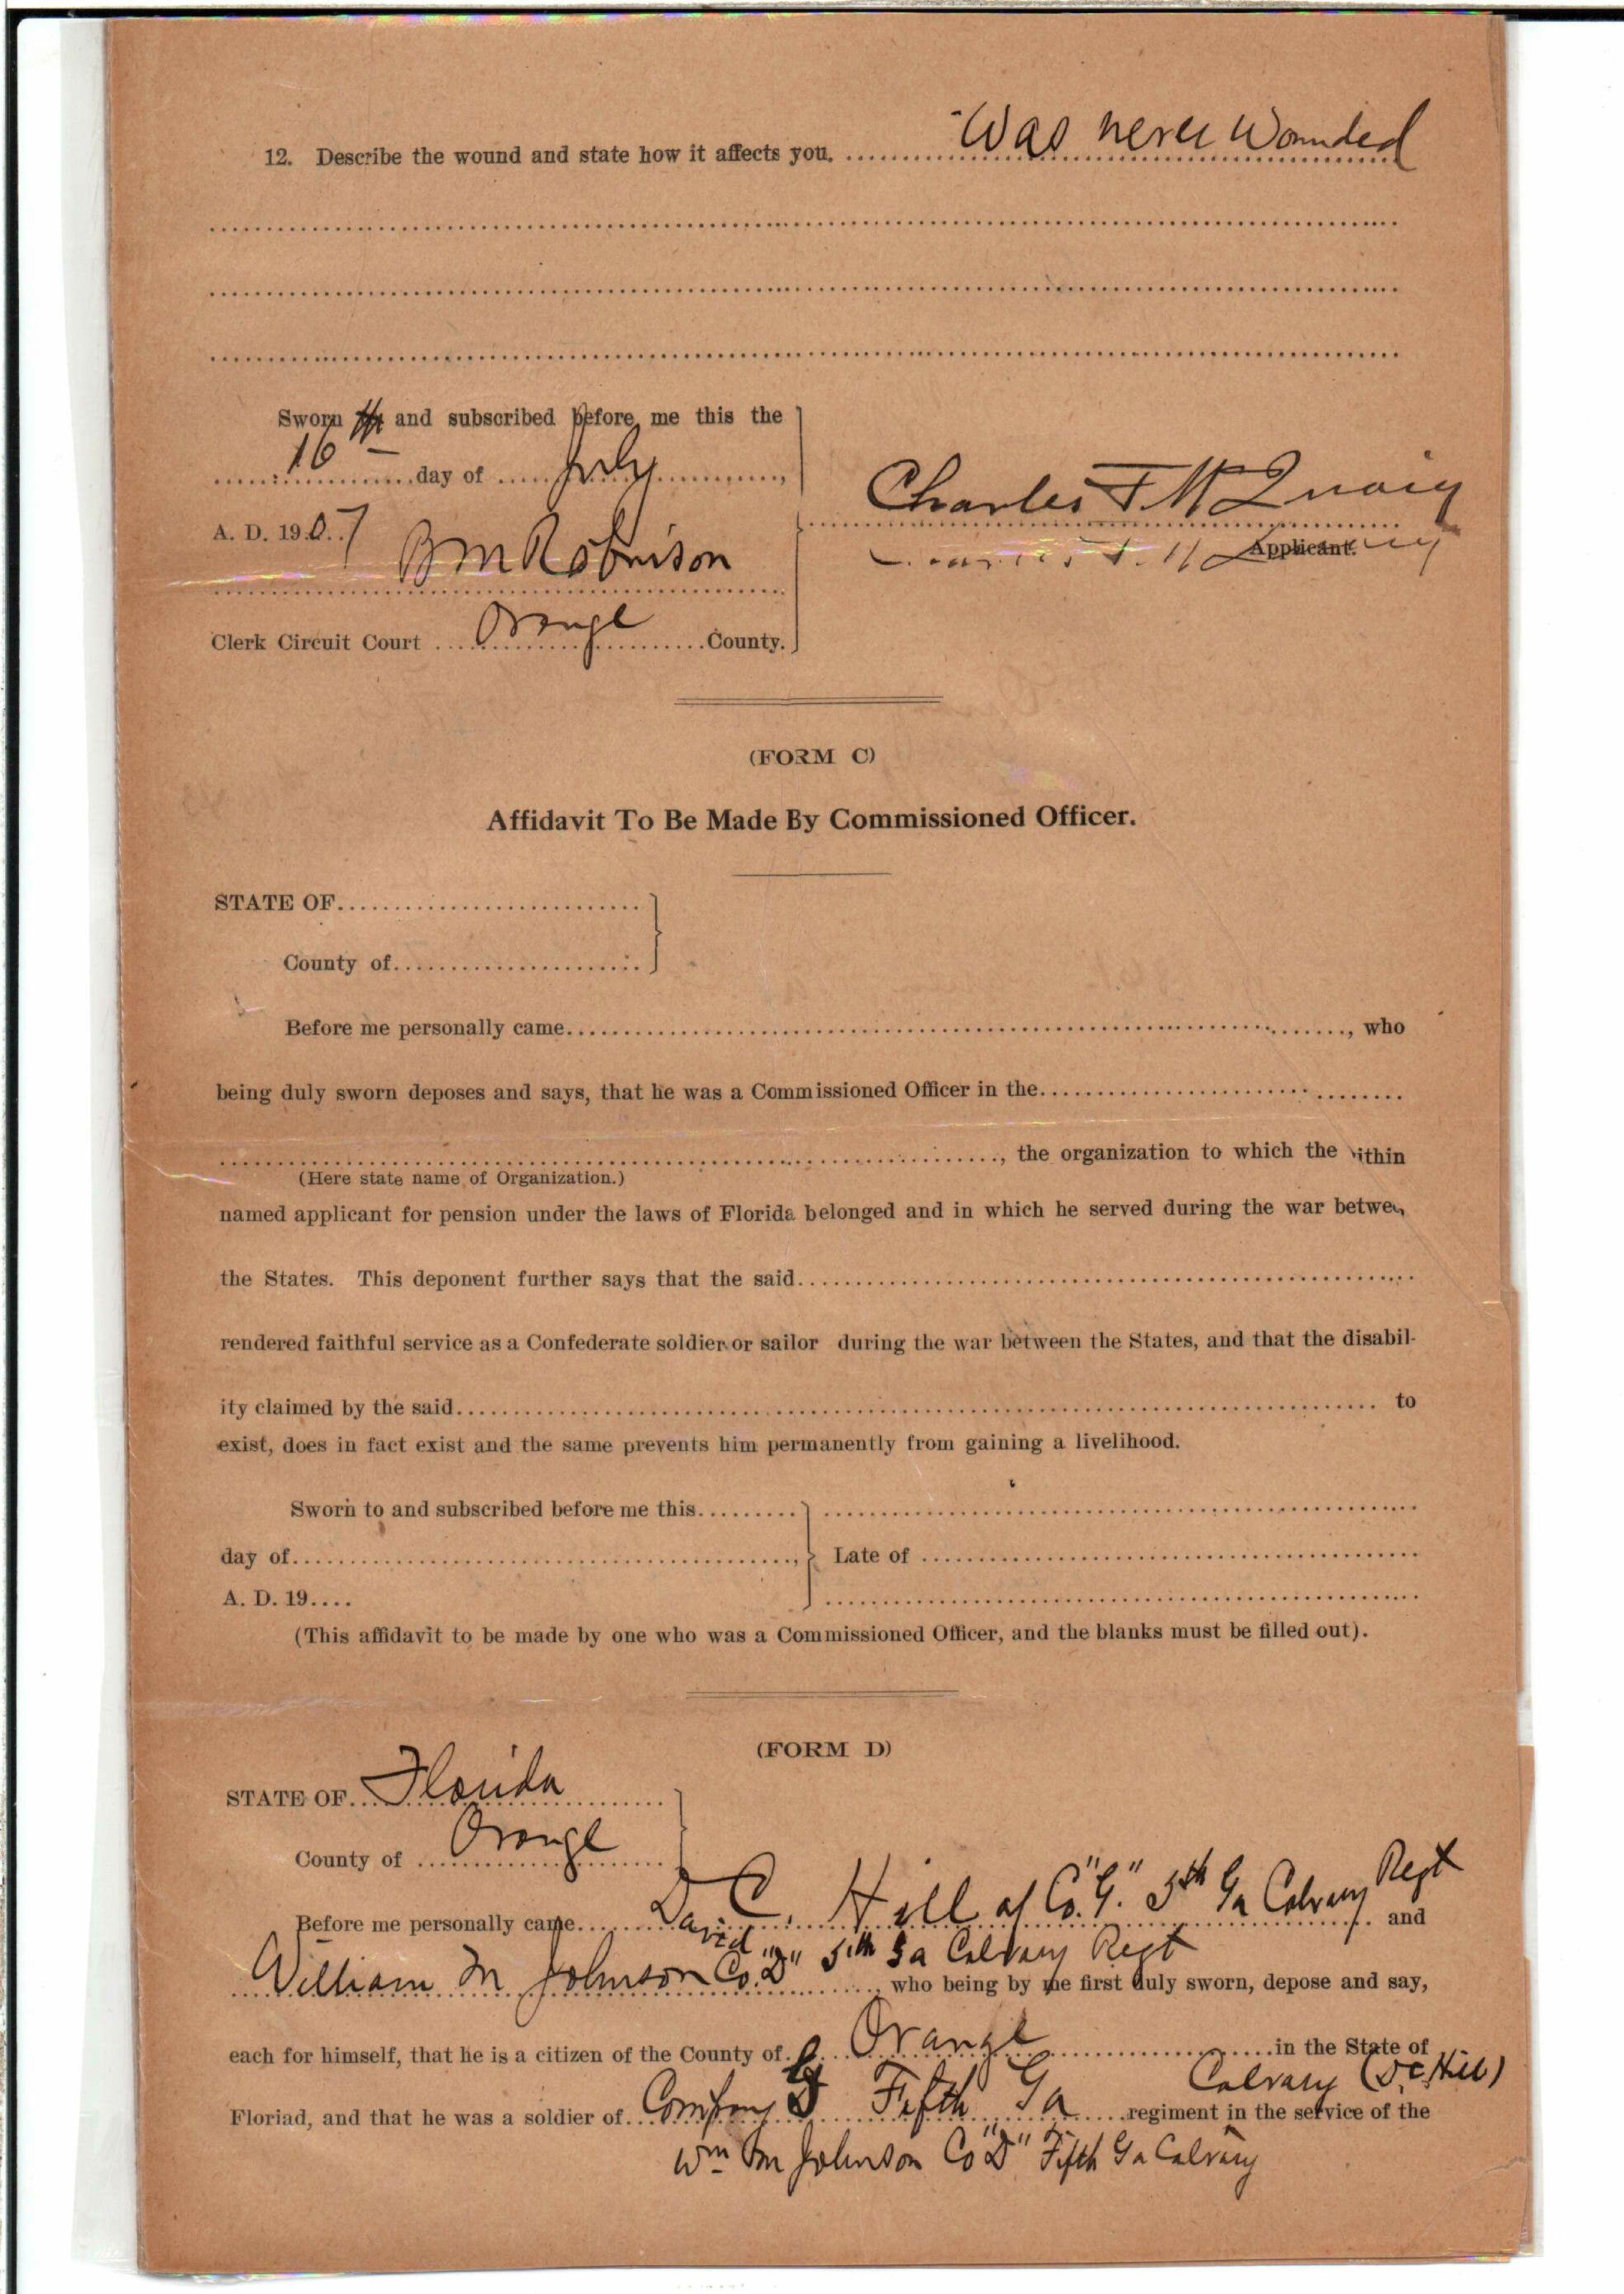 12. Describe the wound and state how it affects you. Was never Wounded
Sworn to and subscribed before me this the
16 day of July,
A. D. 190.7
B M Robinson
Clerk Circuit Court Orange County.
Charles T McQuaig
Applicant.
(FORM C)
Affidavit To Be Made By Commissioned Officer.
STATE OF
County of
Before me personally came, who
being duly sworn deposes and says, that he was a Commissioned Officer in the
, the organization to which the within
(Here state name of Organization.)
named applicant for pension under the laws of Florida belonged and in which he served during the war between
the States. This deponent further says that the said
rendered faithful service as a Confederate soldier or sailor during the war between the States, and that the disabil-
ity claimed by the said to
exist, does in fact exist and the same prevents him permanently from gaining a livelihood.
Sworn to and subscribed before me this
day of, Late of
A. D. 19....
(This affidavit to be made by one who was a Commissioned Officer, and the blanks must be filled out).
(FORM D)
STATE OF Florida
County of Orange
Before me personally came David C. Hill of Co. "G" 5th Ga Calvary Regt and
William M Johnson Co. "D" 5th Ga Calvary Regt, who being by me first duly sworn, depose and say,
each for himself, that he is a citizen of the County of Orange in the State of
Floriad, and that he was a soldier of Company G Fifth Ga Calvary (D C Hill) regiment in the service of the
Wm M Johnson Co "D" Fifth Ga Calvary